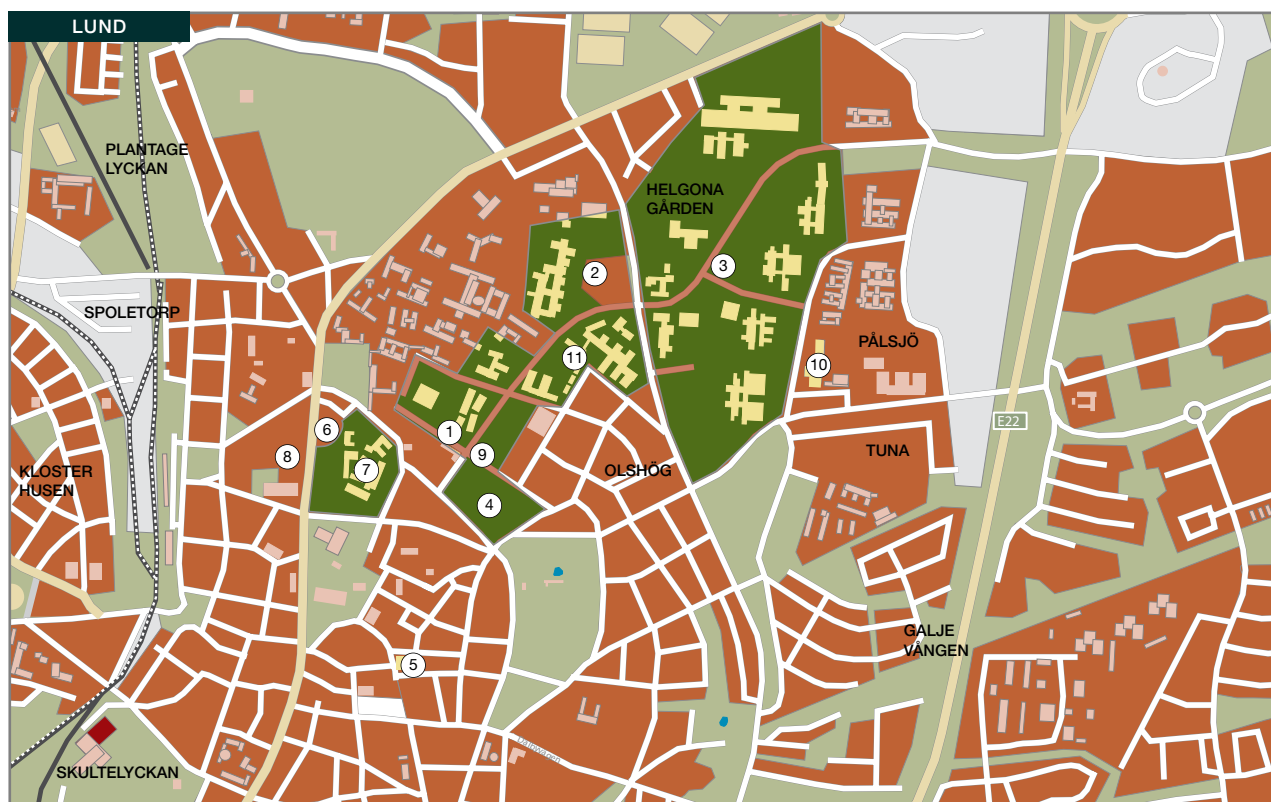 LUND
PLANTAGE
LYCKAN
HELGONA
GÅRDEN
2
3
SPOLETORP
11
10
PÅLSJÖ
E22
1
6
9
8
7
TUNA
KLOSTER
HUSEN
OLSHÖG
4
GALJE
VÅNGEN
5
SKULTELYCKAN